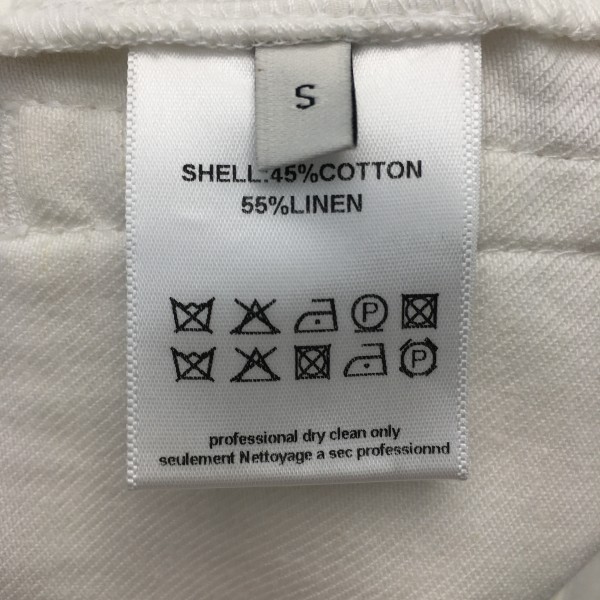 S
SHELL:45%COTTON
55%LINEN
P
P
professional dry clean only
seulement Nettoyage a sec professionnd